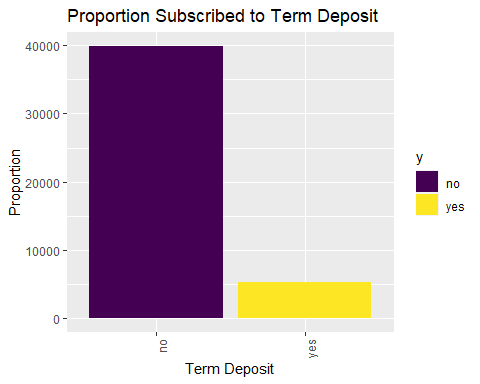 Proportion Subscribed to Term Deposit
40000
30000
20000
10000
0
Proportion
no
yes
Term Deposit
y
no
yes